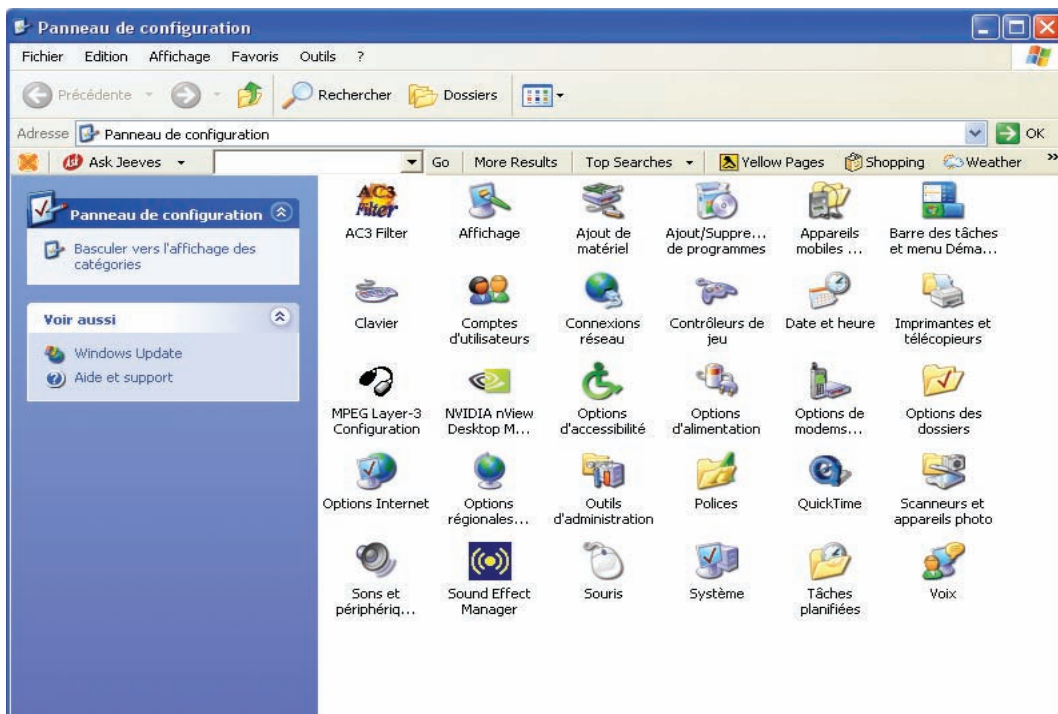 Panneau de configuration
Fichier Edition Affichage Favoris Outils ?
Précédente Rechercher Dossiers
Adresse Panneau de configuration OK
Ask Jeeves Go More Results Top Searches Yellow Pages Shopping Weather »
Panneau de configuration
Basculer vers l'affichage des
catégories
Voir aussi
Windows Update
Aide et support
AC3 Filter
AC3 Filter
Affichage
Ajout de
matériel
Ajout/Suppre...
de programmes
Appareils
mobiles ...
Barre des tâches
et menu Déma...
Clavier
Comptes
d'utilisateurs
Connexions
réseau
Contrôleurs de
jeu
Date et heure
Imprimantes et
télécopieurs
MPEG Layer-3
Configuration
NVIDIA nView
Desktop M...
Options
d'accessibilité
Options
d'alimentation
Options de
modems...
Options des
dossiers
Options Internet
Options
régionales...
Outils
d'administration
Polices
QuickTime
Scanneurs et
appareils photo
Sons et
périphériq...
Sound Effect
Manager
Souris
Système
Tâches
planifiées
Voix